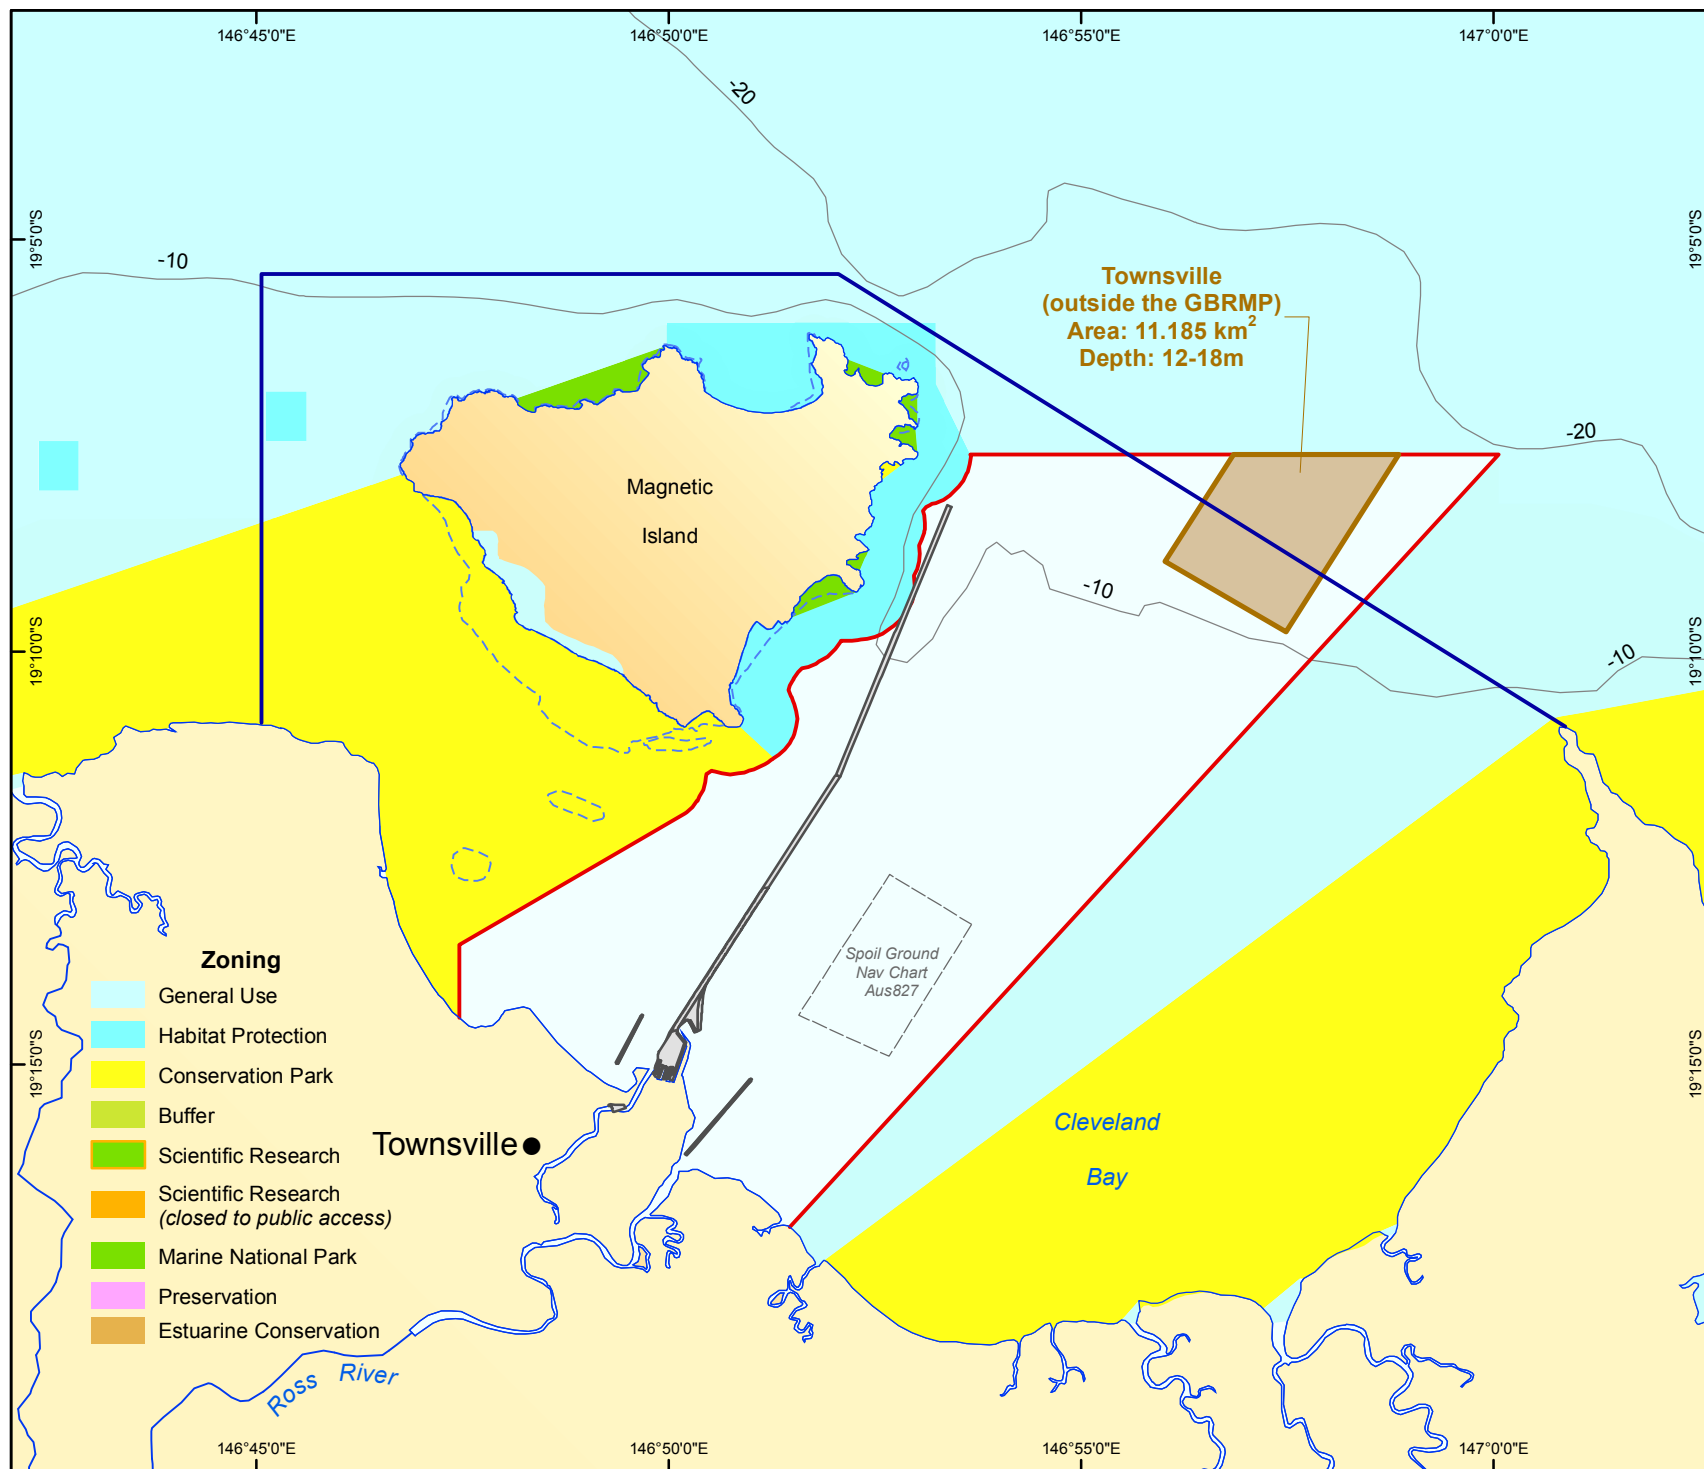 146°45'0"E
146°50'0"E
146°55'0"E
147°0'0"E
-20
19°5'0"S
19°5'0"S
-10
Townsville
(outside the GBRMP)
Area: 11.185 km²
Depth: 12-18m
-20
Magnetic
Island
-10
19°10'0"S
19°10'0"S
-10
Spoil Ground
Nav Chart
Aus827
Zoning
General Use
Habitat Protection
Conservation Park
Buffer
Scientific Research
Scientific Research
(closed to public access)
Marine National Park
Preservation
Estuarine Conservation
19°15'0"S
19°15'0"S
Townsville
Cleveland
Bay
Ross River
146°45'0"E
146°50'0"E
146°55'0"E
147°0'0"E